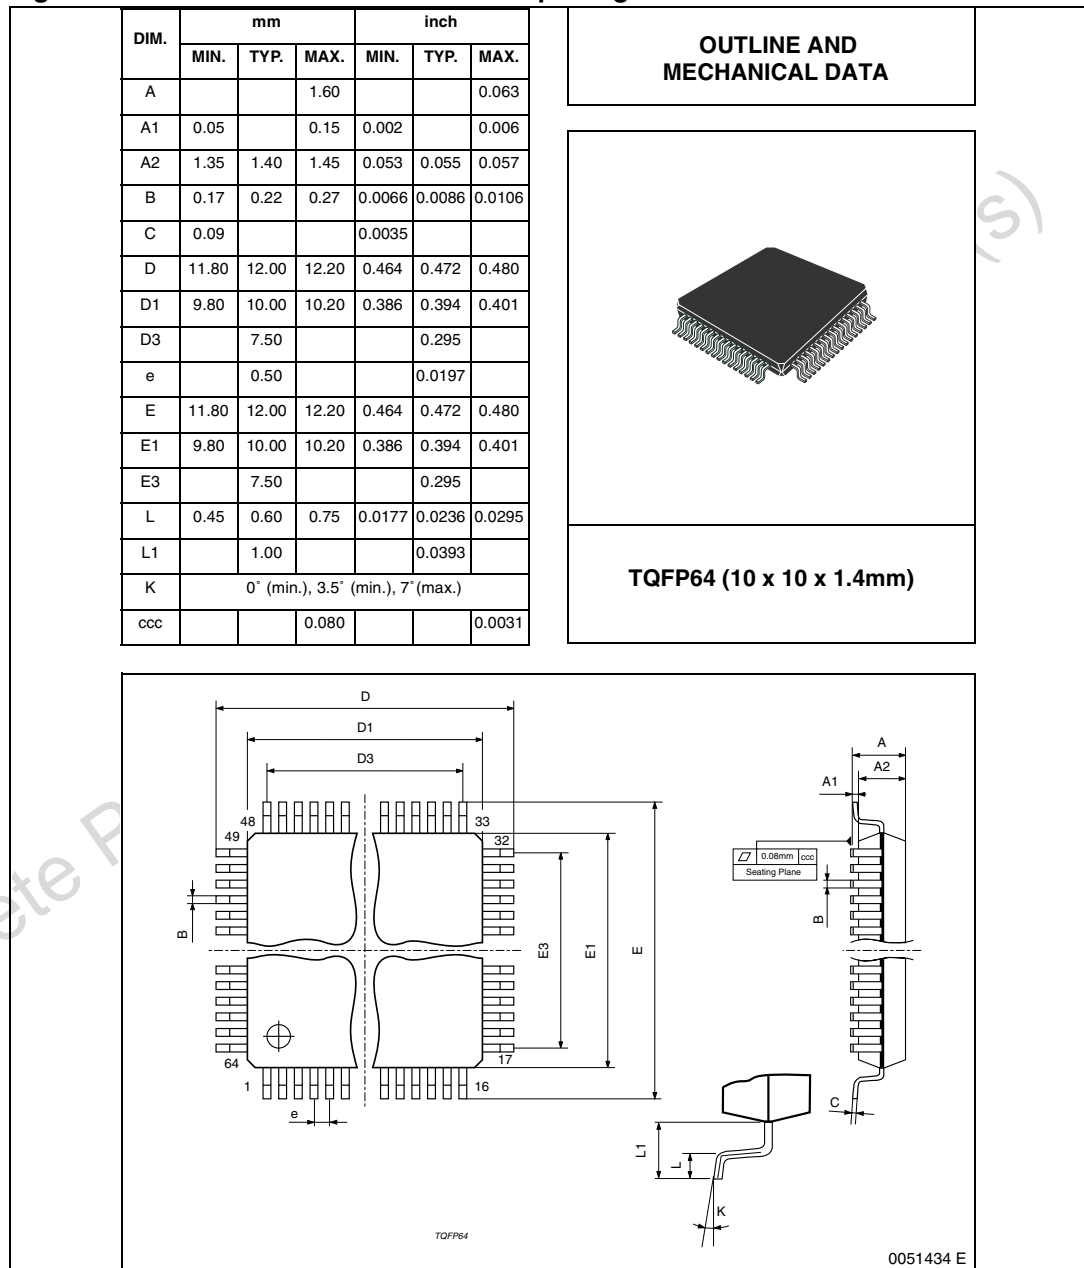 DIM. mm inch
MIN. TYP. MAX. MIN. TYP. MAX.
A 1.60 0.063
A1 0.05 0.15 0.002 0.006
A2 1.35 1.40 1.45 0.053 0.055 0.057
B 0.17 0.22 0.27 0.0066 0.0086 0.0106
C 0.09 0.0035
D 11.80 12.00 12.20 0.464 0.472 0.480
D1 9.80 10.00 10.20 0.386 0.394 0.401
D3 7.50 0.295
e 0.50 0.0197
E 11.80 12.00 12.20 0.464 0.472 0.480
E1 9.80 10.00 10.20 0.386 0.394 0.401
E3 7.50 0.295
L 0.45 0.60 0.75 0.0177 0.0236 0.0295
L1 1.00 0.0393
K 0˚ (min.), 3.5˚ (min.), 7˚(max.)
ccc 0.080 0.0031
OUTLINE AND
MECHANICAL DATA
TQFP64 (10 x 10 x 1.4mm)
D
D1
D3
A
A2
A1
48 33
49 32
0.08mm ccc
Seating Plane
B
B
E3
E1
E
64 17
1 16
e
C
L1
L
K
TQFP64
0051434 E
ete P
(s)